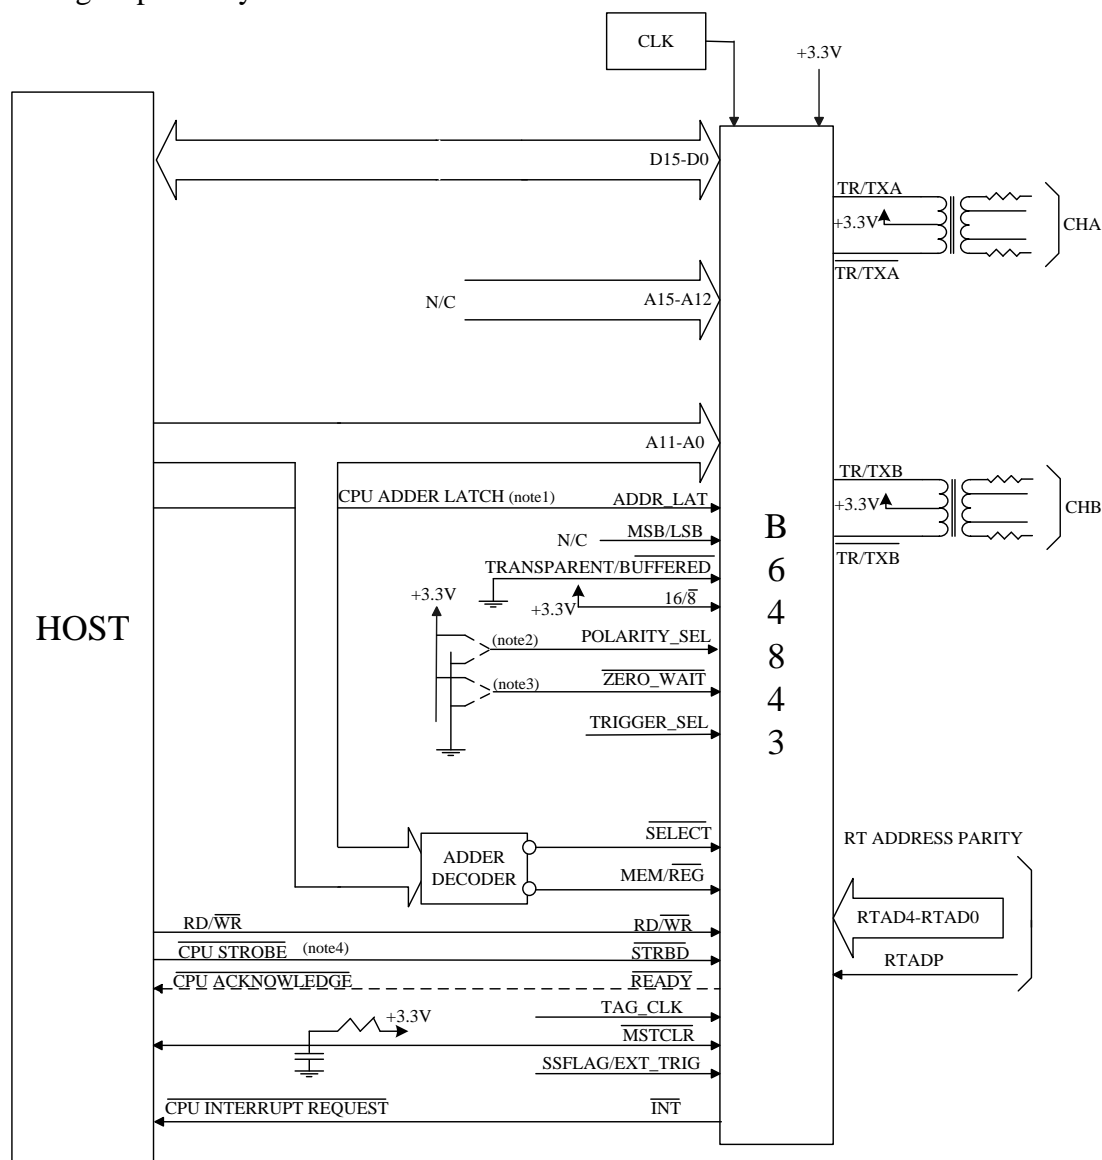 CLK
+3.3V
D15-D0
TR/TXA
+3.3V
CHA
TR/TXA
N/C
A15-A12
A11-A0
TR/TXB
+3.3V
CHB
TR/TXB
CPU ADDER LATCH (note1)
ADDR_LAT
N/C
MSB/LSB
TRANSPARENT/BUFFERED
+3.3V
+3.3V
16/8
HOST
B
6
4
8
4
3
(note2)
POLARITY_SEL
(note3)
ZERO_WAIT
TRIGGER_SEL
ADDER
DECODER
SELECT
MEM/REG
RT ADDRESS PARITY
RTAD4-RTAD0
RTADP
RD/WR
RD/WR
CPU STROBE (note4)
STRBD
CPU ACKNOWLEDGE
READY
TAG_CLK
+3.3V
MSTCLR
SSFLAG/EXT_TRIG
CPU INTERRUPT REQUEST
INT